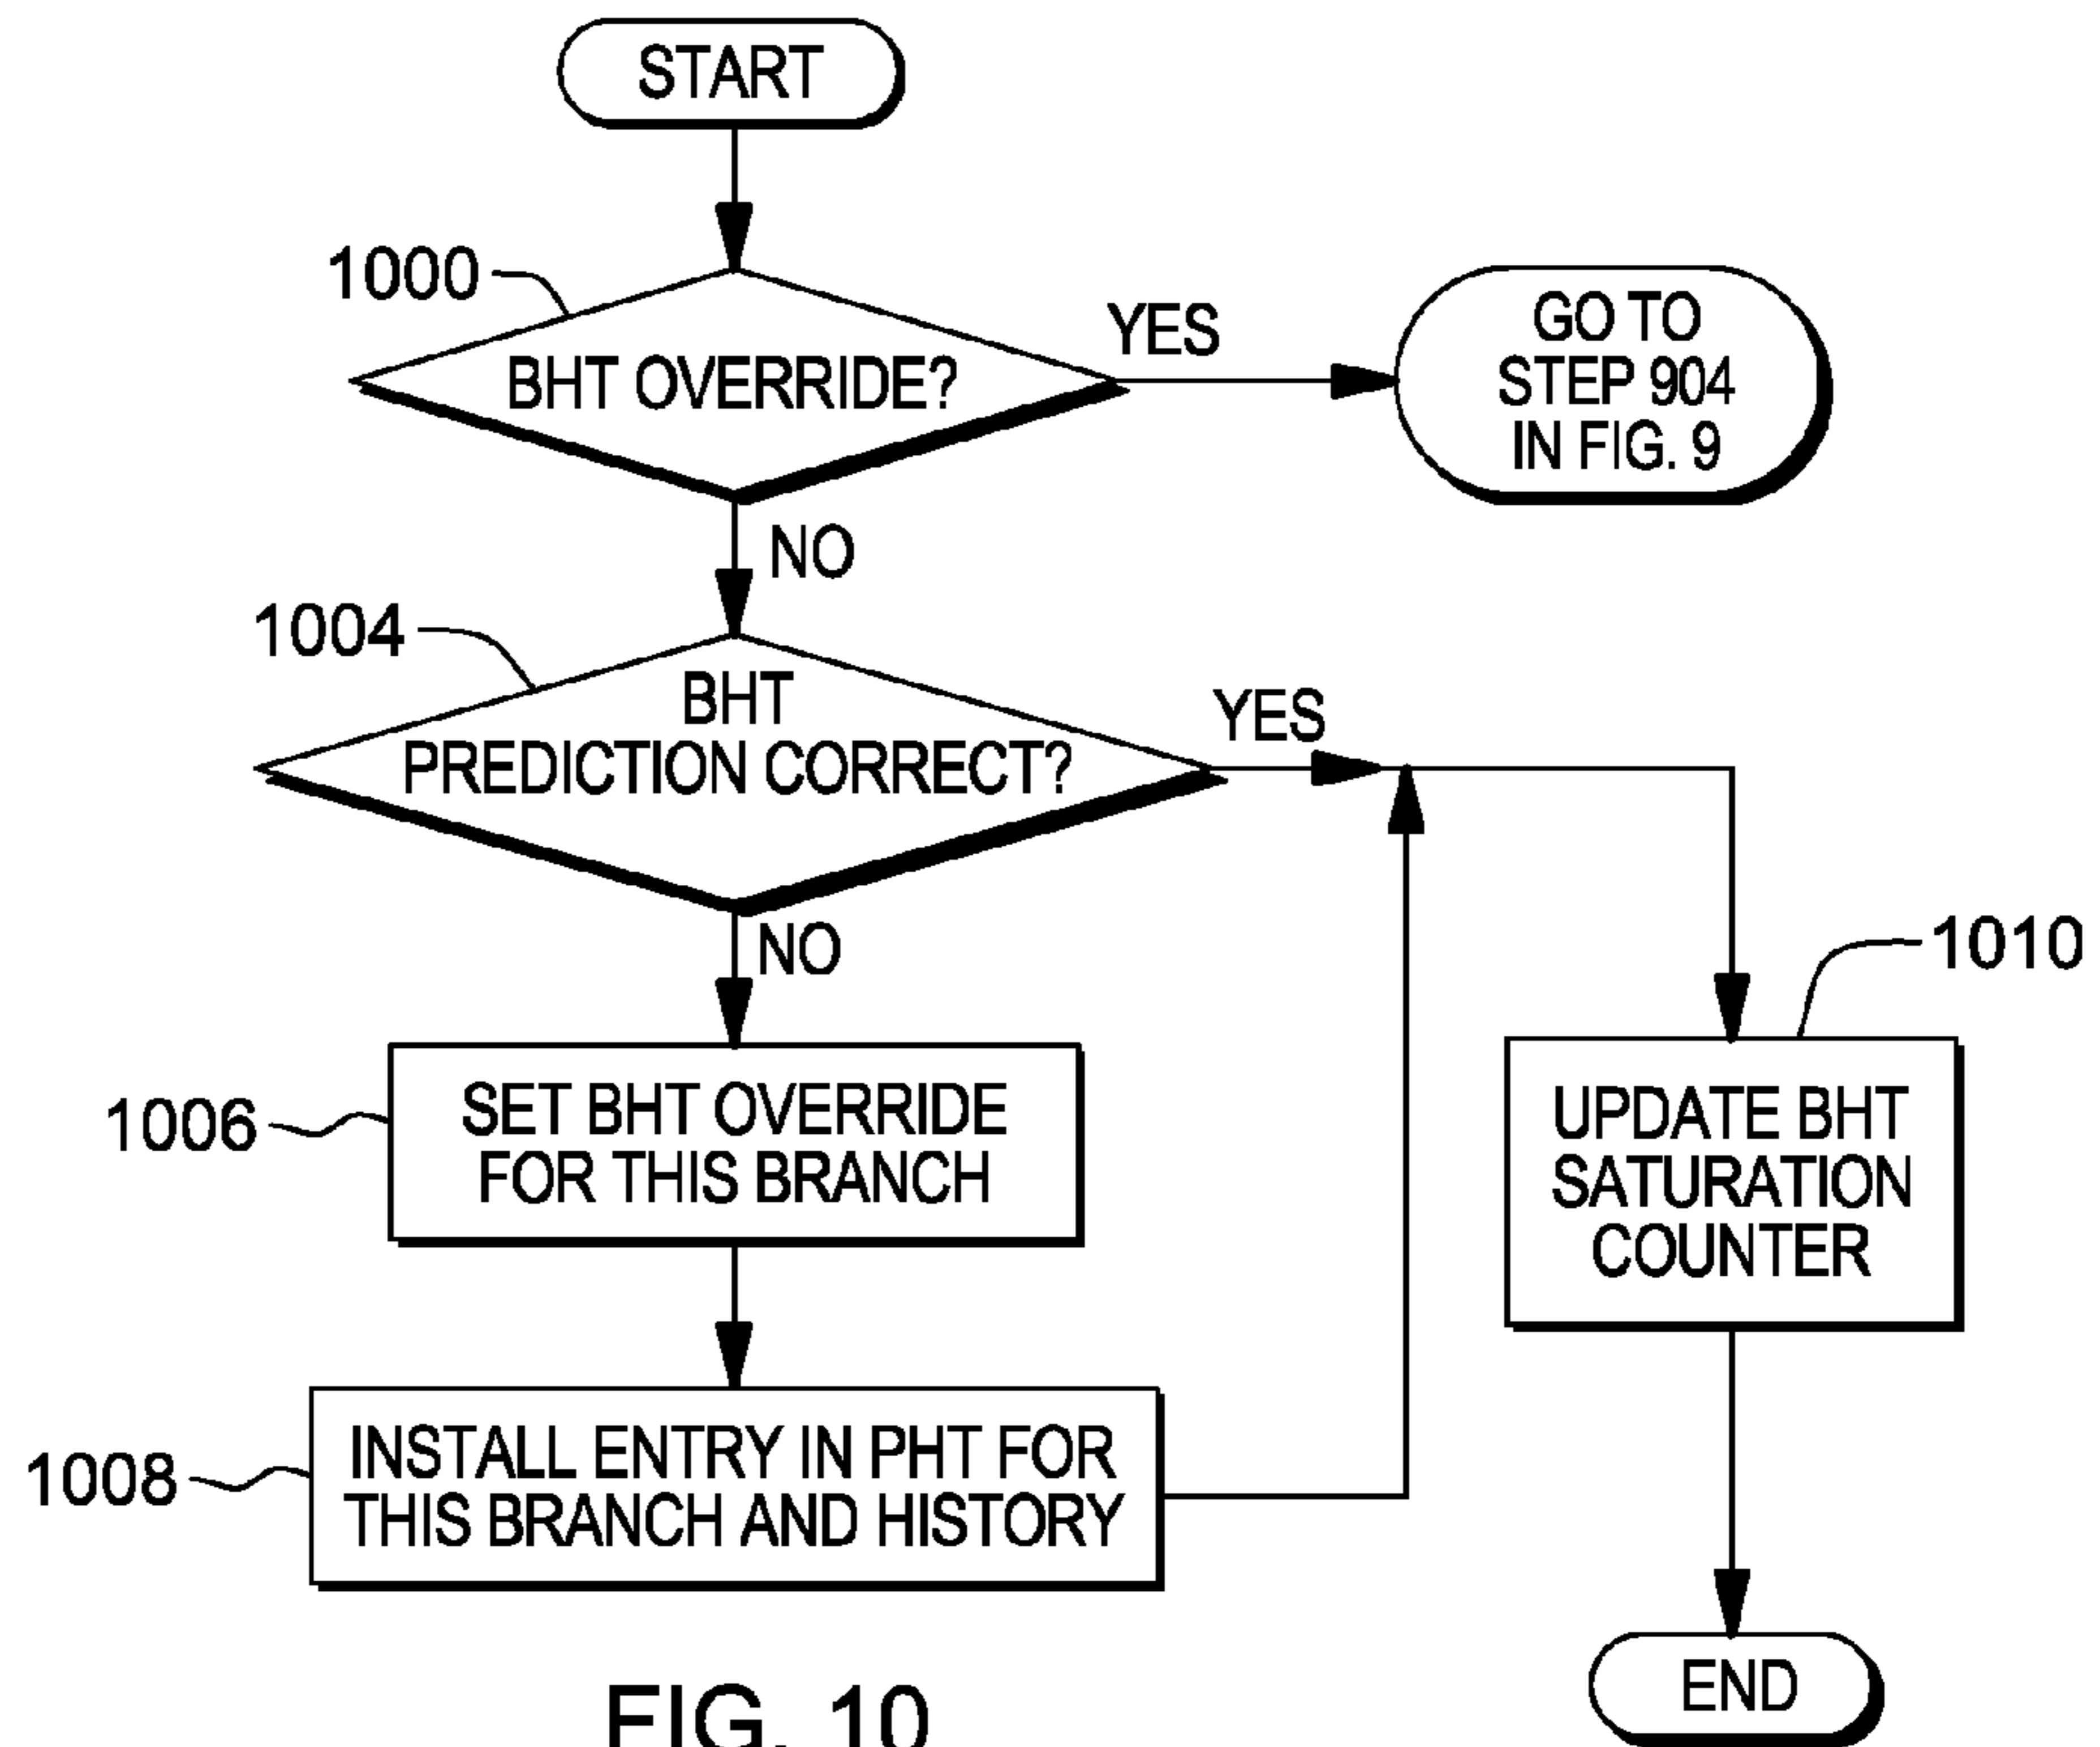 START
1000
BHT OVERRIDE?
YES
GO TO
STEP 904
IN FIG. 9
NO
1004
BHT
PREDICTION CORRECT?
YES
NO
1006
SET BHT OVERRIDE
FOR THIS BRANCH
1010
UPDATE BHT
SATURATION
COUNTER
1008
INSTALL ENTRY IN PHT FOR
THIS BRANCH AND HISTORY
END
FIG. 10